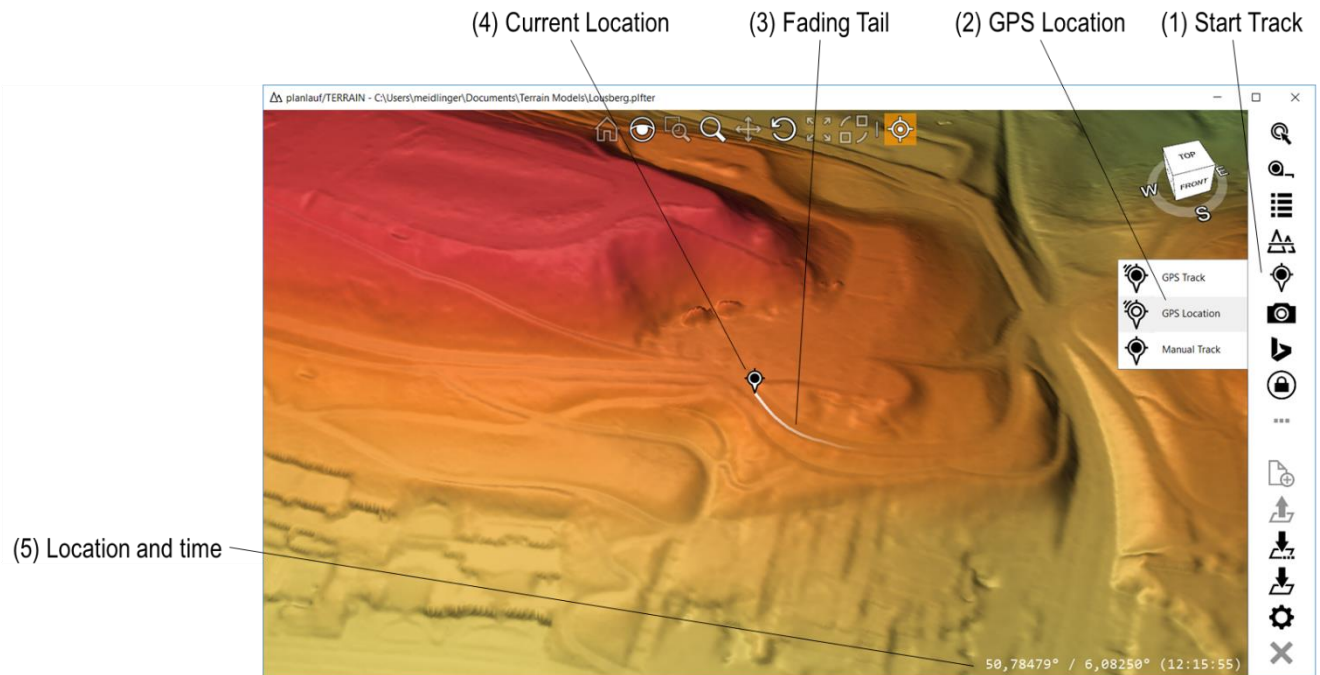 (4) Current Location
(3) Fading Tail
(2) GPS Location
(1) Start Track
planlauf/TERRAIN - C:\Users\meidlinger\Documents\Terrain Models\Lousberg.plfter
TOP
FRONT
W
E
S
GPS Track
GPS Location
Manual Track
(5) Location and time
50,78479° / 6,08250° (12:15:55)